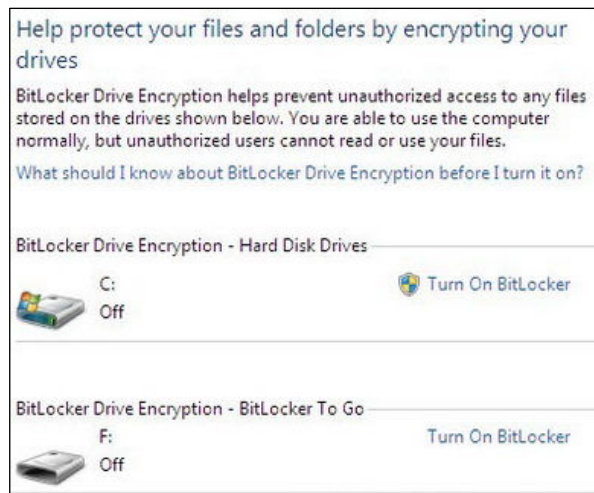 Help protect your files and folders by encrypting your
drives
BitLocker Drive Encryption helps prevent unauthorized access to any files
stored on the drives shown below. You are able to use the computer
normally, but unauthorized users cannot read or use your files.
What should I know about BitLocker Drive Encryption before I turn it on?
BitLocker Drive Encryption - Hard Disk Drives
C:
Turn On BitLocker
Off
BitLocker Drive Encryption - BitLocker To Go
F:
Turn On BitLocker
Off